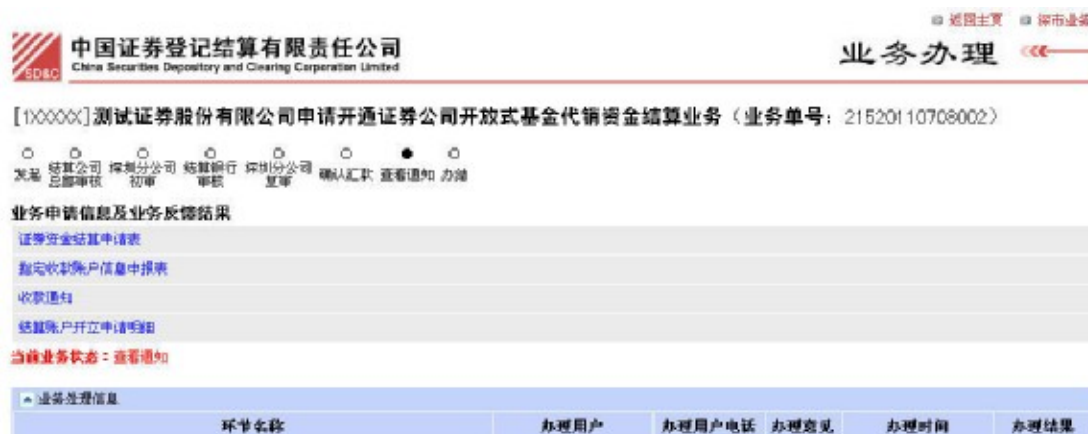 返回主页 深市业务
SD&C
中国证券登记结算有限责任公司
China Securities Depository and Clearing Corporation Limited
业务办理
[1XXXXX]测试证券股份有限公司申请开通证券公司开放式基金代销资金结算业务（业务单号：21520110708002）
发起 结算公司总部审核 深圳分公司初审 结算银行审核 深圳分公司复审 确认汇款 查看通知 办结
业务申请信息及业务反馈结果
证券资金结算申请表
指定收款账户信息申报表
收款通知
结算账户开立申请明细
当前业务状态：查看通知
业务处理信息
环节名称 办理用户 办理用户电话 办理意见 办理时间 办理结果